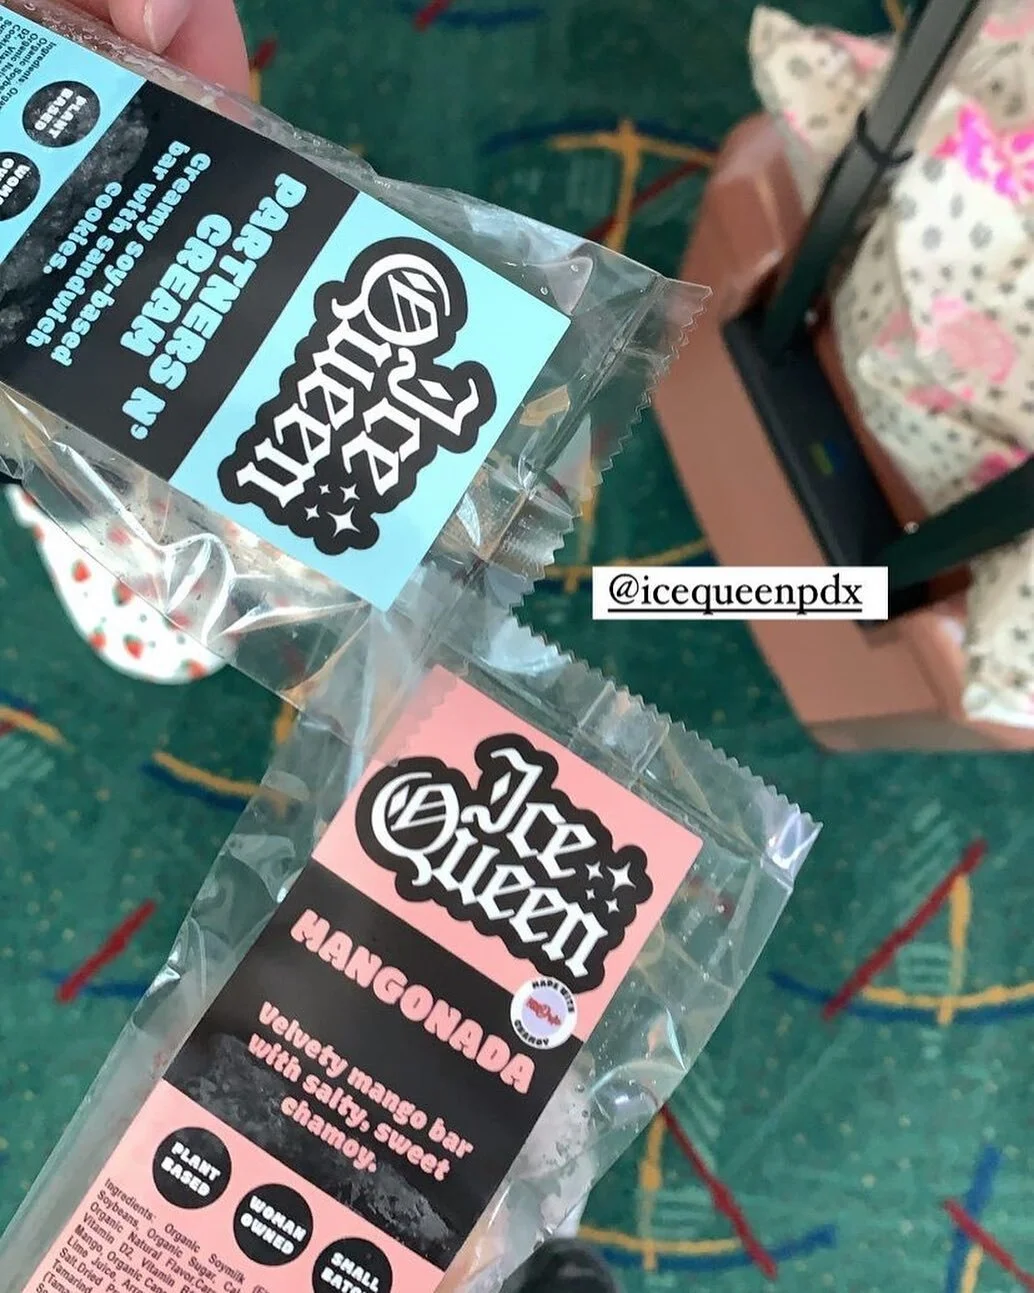 Ice
Queen
PARTNERS N'
CREAM
creamy soy-based
bar with sandwich
cookies.
PLANT
BASED
@icequeenpdx
Ice
Queen
MADE WITH
CHAMOY
MANGONADA
velvety mango bar
with salty, sweet
chamoy.
PLANT
BASED
WOMAN
OWNED
SMALL
Ingredients: Organic Soymilk
Soybeans, Organic Sugar,
Organic Natural Flavor,
Vitamin D2, Vitamin
Mango, Organic
Lime Juice,
Salt, Dried
Tamarind